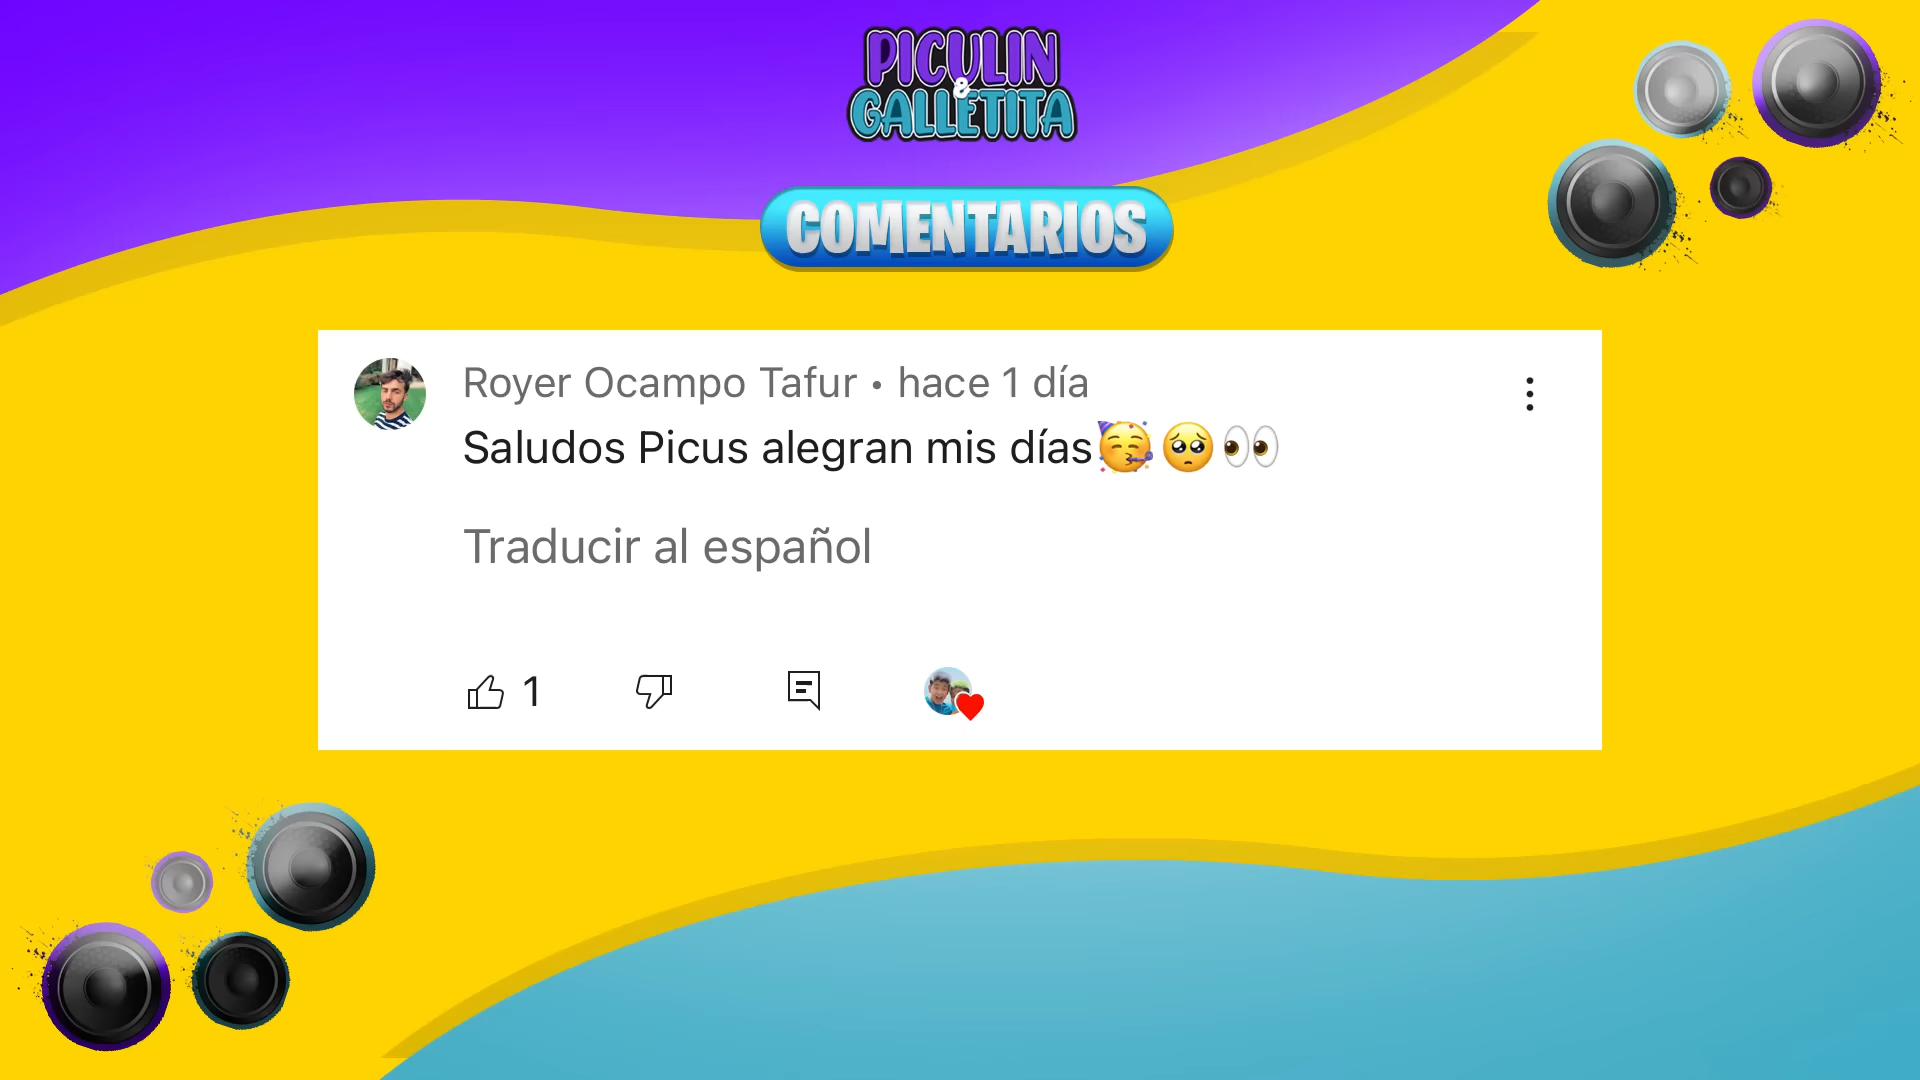 PICULIN
&
GALLETITA
COMENTARIOS
Royer Ocampo Tafur • hace 1 día
Saludos Picus alegran mis días🥳🥺👀
Traducir al español
1